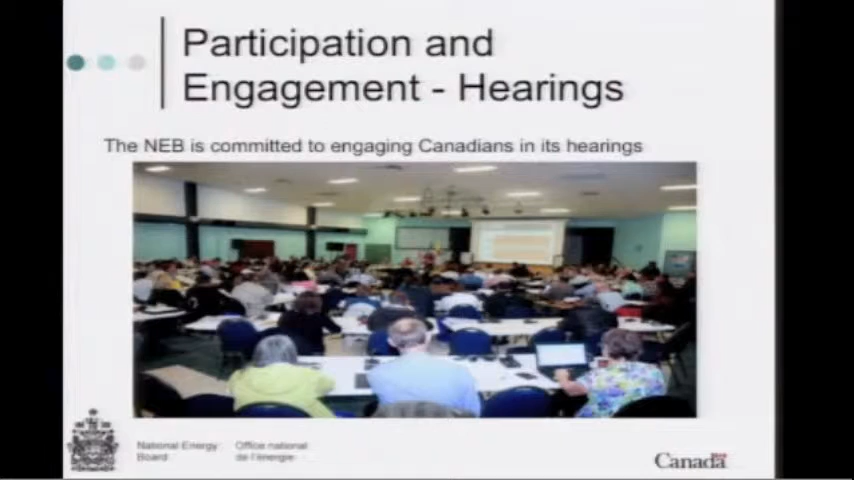 Participation and
Engagement - Hearings
The NEB is committed to engaging Canadians in its hearings
National Energy
Board
Office national
de l'énergie
Canada